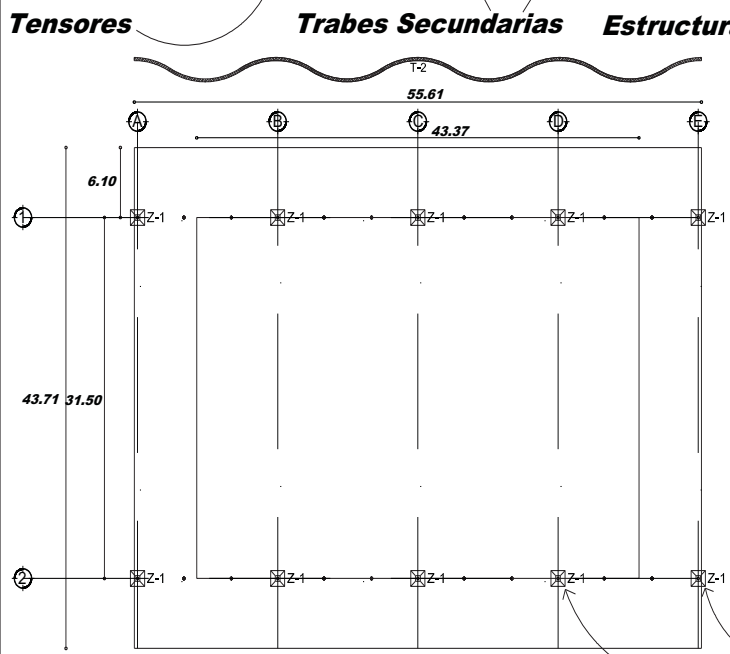 Tensores Trabes Secundarias Estructur
T-2
55.61
A B C D E
43.37
6.10
1 Z-1 Z-1 Z-1 Z-1 Z-1
43.71 31.50
2 Z-1 Z-1 Z-1 Z-1 Z-1